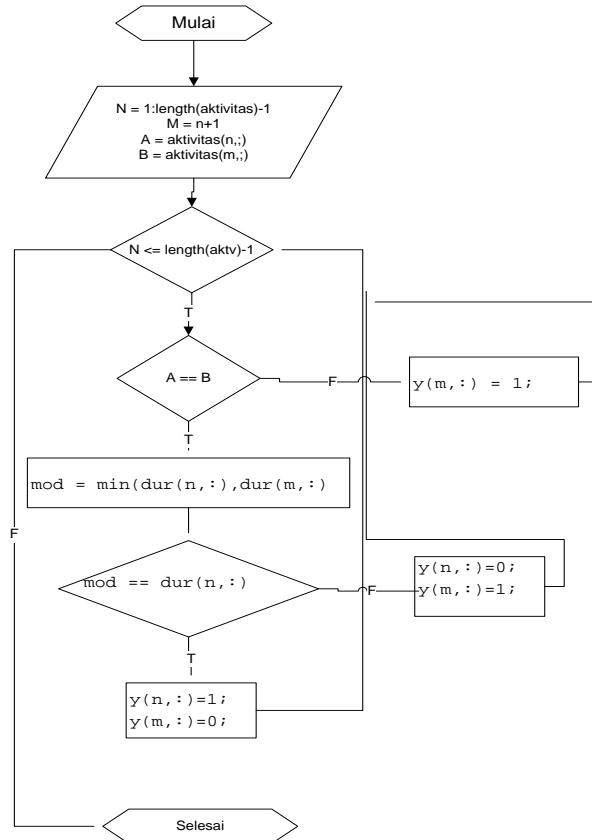 Mulai
N = 1:length(aktivitas)-1
M = n+1
A = aktivitas(n,;)
B = aktivitas(m,;)
N <= length(aktv)-1
T
A == B
F
y(m,:) = 1;
T
mod = min(dur(n,:),dur(m,:)
F
mod == dur(n,:)
F
y(n,:)=0;
y(m,:)=1;
T
y(n,:)=1;
y(m,:)=0;
Selesai